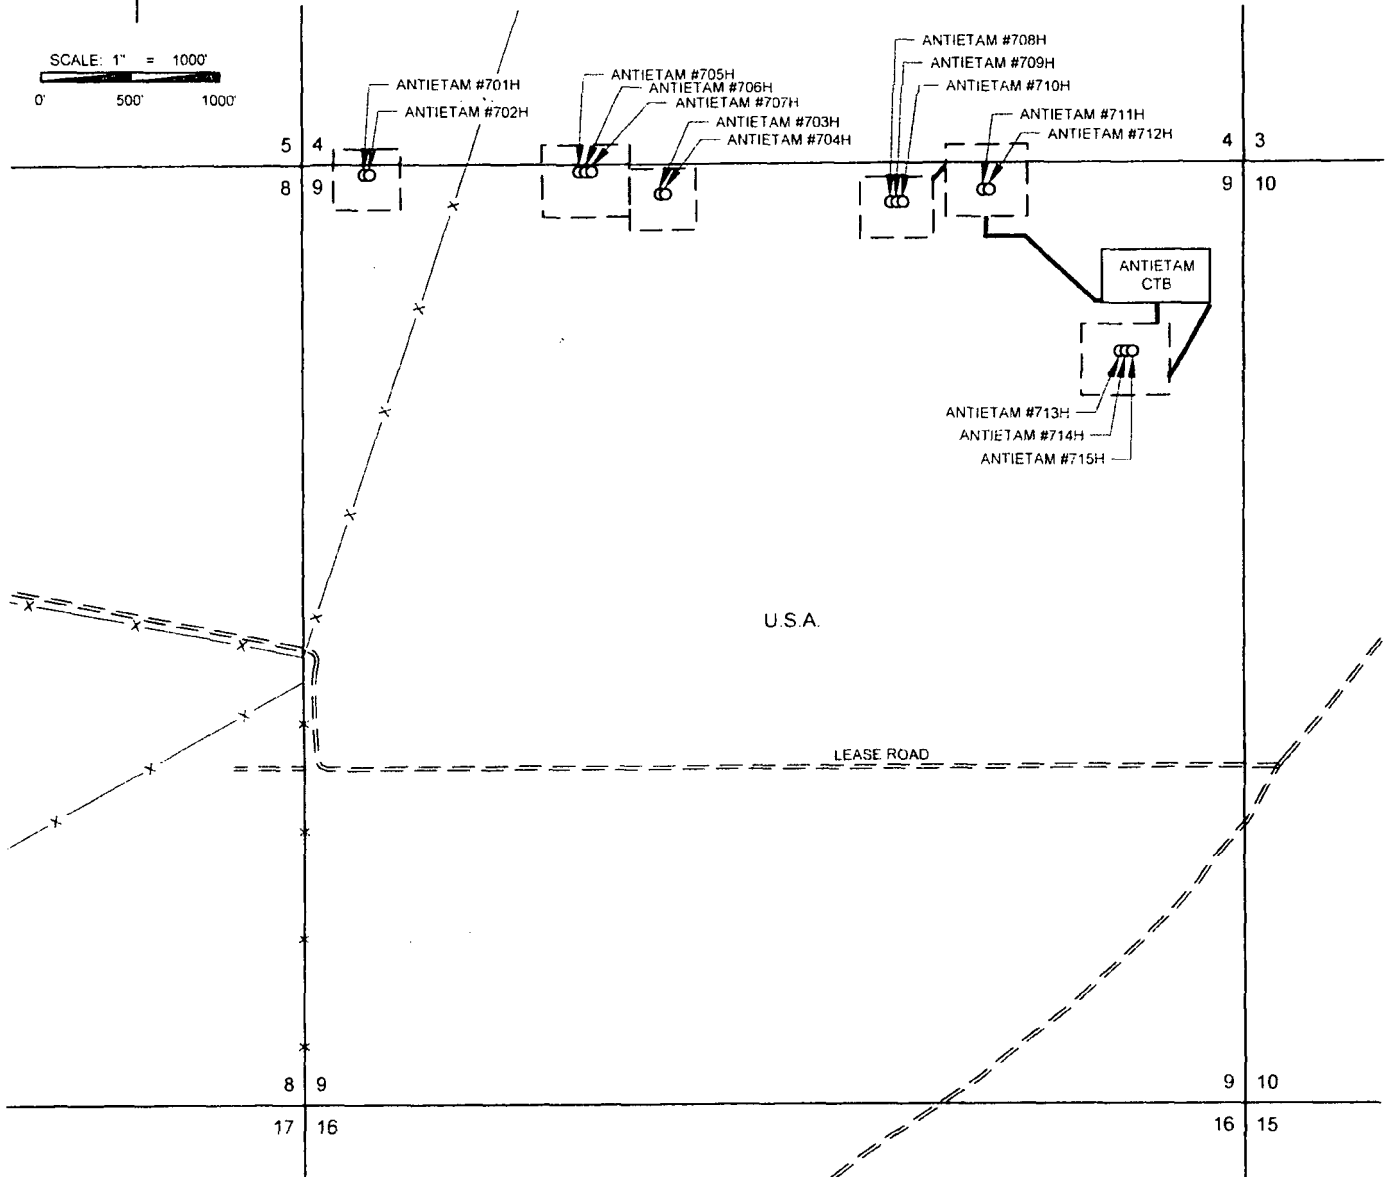 SCALE: 1" = 1000'
0' 500' 1000'
ANTIETAM #701H
ANTIETAM #702H
ANTIETAM #705H
ANTIETAM #706H
ANTIETAM #707H
ANTIETAM #703H
ANTIETAM #704H
ANTIETAM #708H
ANTIETAM #709H
ANTIETAM #710H
ANTIETAM #711H
ANTIETAM #712H
5 4
8 9
4 3
9 10
ANTIETAM
CTB
ANTIETAM #713H
ANTIETAM #714H
ANTIETAM #715H
U.S.A.
LEASE ROAD
8 9
17 16
9 10
16 15